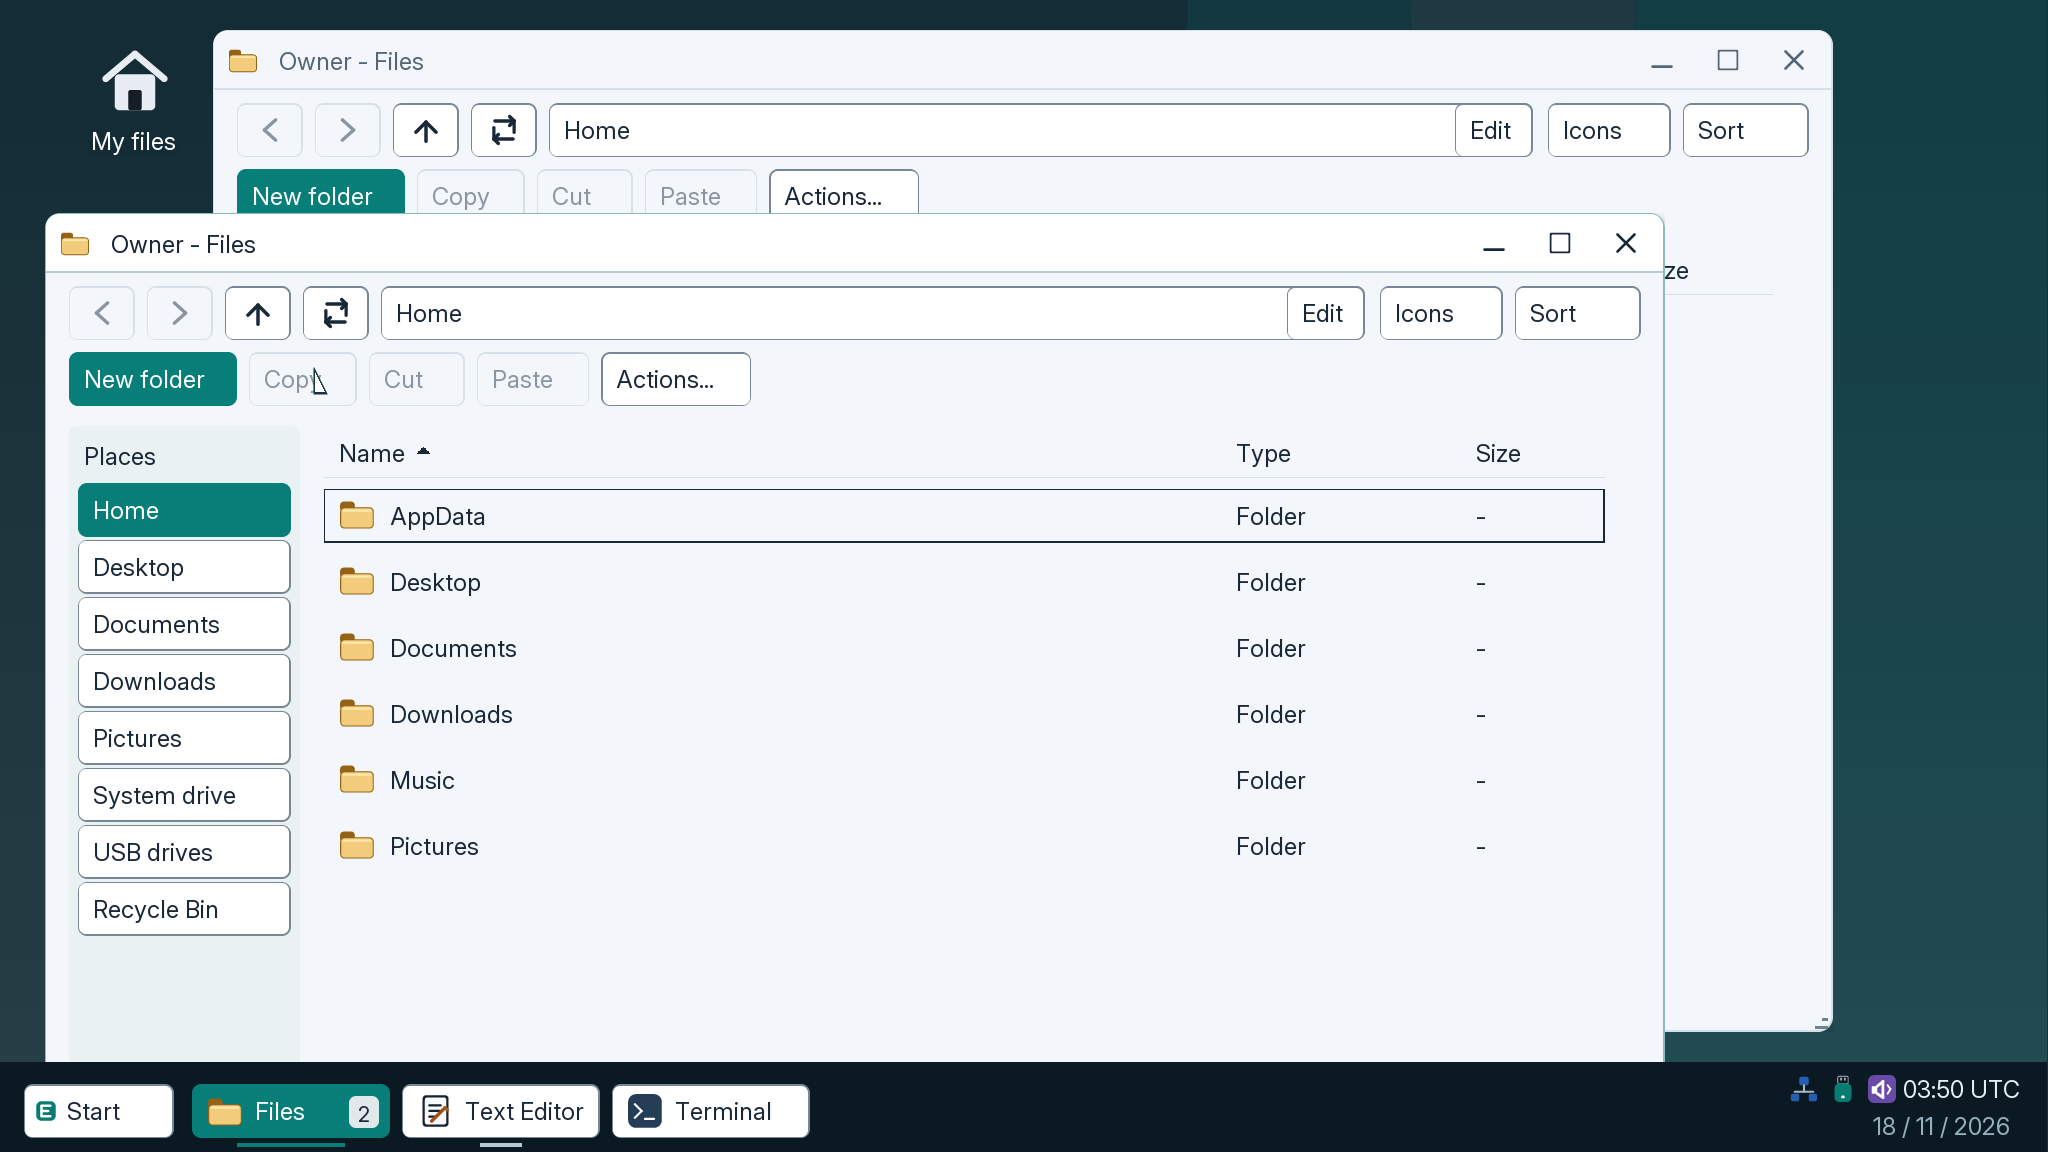 My files
Owner - Files
Home
Edit
Icons
Sort
New folder
Copy
Cut
Paste
Actions...
Owner - Files
Home
Edit
Icons
Sort
New folder
Copy
Cut
Paste
Actions...
Places
Home
Desktop
Documents
Downloads
Pictures
System drive
USB drives
Recycle Bin
Name Type Size
AppData Folder -
Desktop Folder -
Documents Folder -
Downloads Folder -
Music Folder -
Pictures Folder -
Start
Files 2
Text Editor
Terminal
03:50 UTC
18 / 11 / 2026